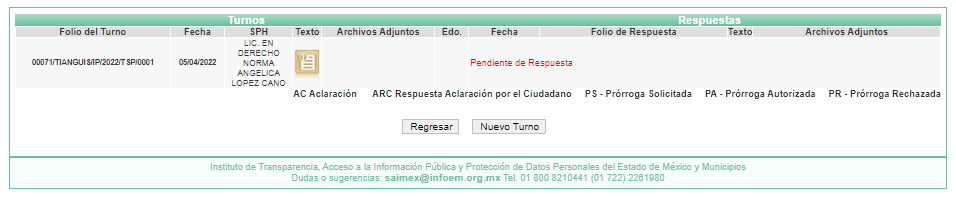 Turnos Respuestas
Folio del Turno Fecha SPH Texto Archivos Adjuntos Edo. Fecha Folio de Respuesta Texto Archivos Adjuntos
00071/TIANGUIS/IP/2022/TSP/0001 05/04/2022 LIC. EN DERECHO NORMA ANGELICA LOPEZ CANO Pendiente de Respuesta
AC Aclaración ARC Respuesta Aclaración por el Ciudadano PS - Prórroga Solicitada PA - Prórroga Autorizada PR - Prórroga Rechazada
Regresar Nuevo Turno
Instituto de Transparencia, Acceso a la Información Pública y Protección de Datos Personales del Estado de México y Municipios
Dudas o sugerencias: saimex@infoem.org.mx Tel. 01 800 8210441 (01 722) 2261980